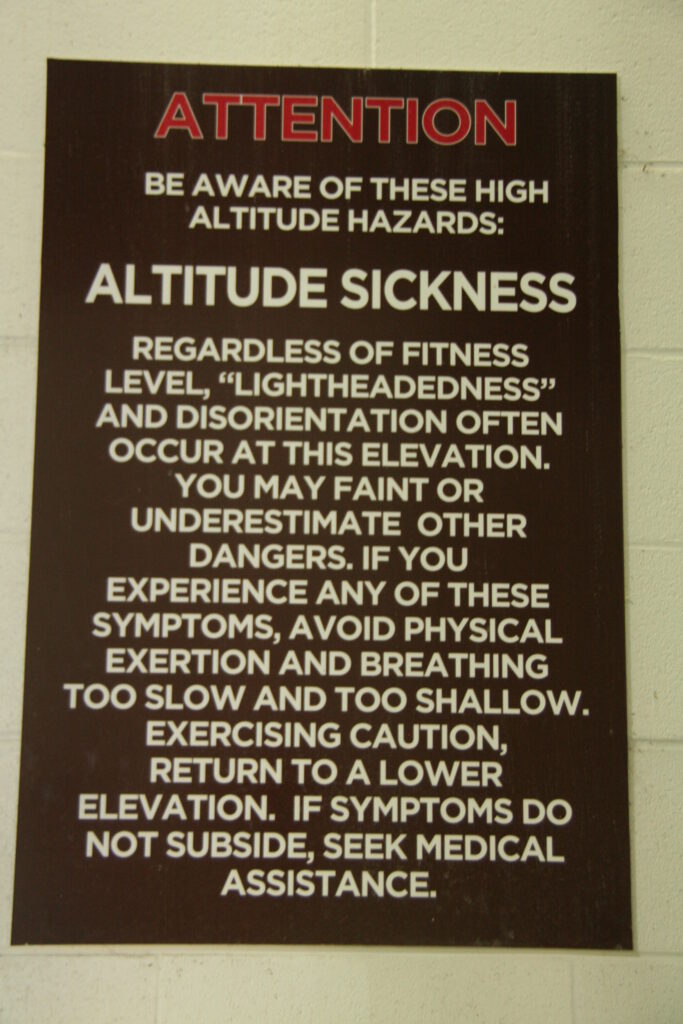 ATTENTION
BE AWARE OF THESE HIGH
ALTITUDE HAZARDS:
ALTITUDE SICKNESS
REGARDLESS OF FITNESS
LEVEL, “LIGHTHEADEDNESS”
AND DISORIENTATION OFTEN
OCCUR AT THIS ELEVATION.
YOU MAY FAINT OR
UNDERESTIMATE OTHER
DANGERS. IF YOU
EXPERIENCE ANY OF THESE
SYMPTOMS, AVOID PHYSICAL
EXERTION AND BREATHING
TOO SLOW AND TOO SHALLOW.
EXERCISING CAUTION,
RETURN TO A LOWER
ELEVATION. IF SYMPTOMS DO
NOT SUBSIDE, SEEK MEDICAL
ASSISTANCE.